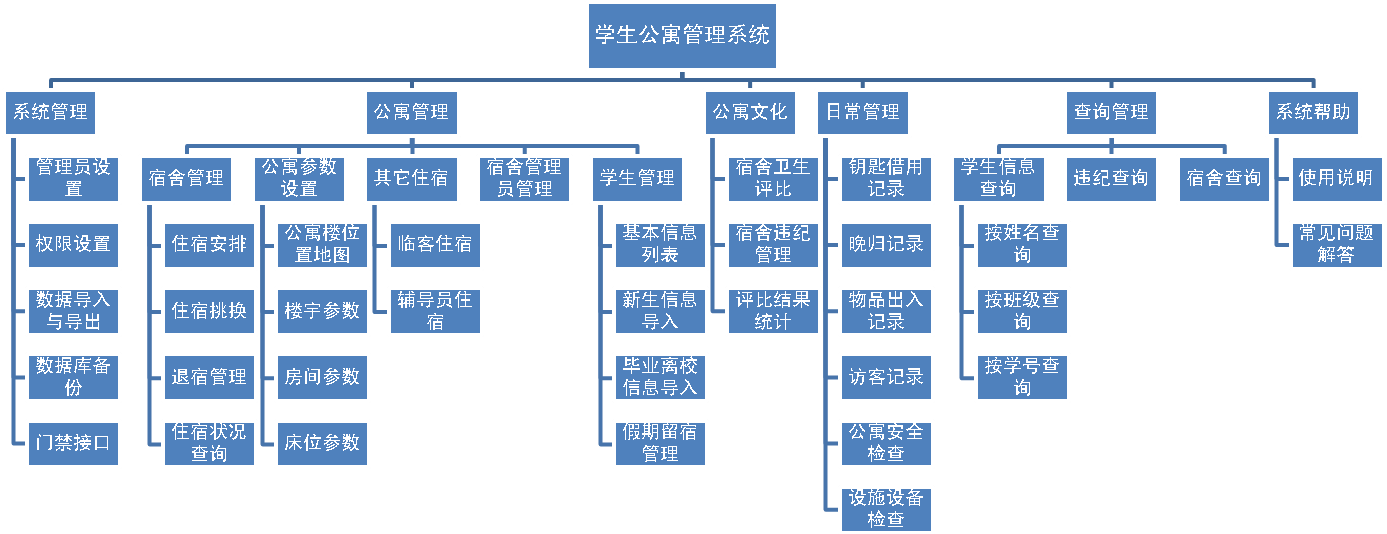 学生公寓管理系统
系统管理
公寓管理
公寓文化
日常管理
查询管理
系统帮助
管理员设
置
权限设置
数据导入
与导出
数据库备
份
门禁接口
宿舍管理
住宿安排
住宿挑换
退宿管理
住宿状况
查询
公寓参数
设置
公寓楼位
置地图
楼宇参数
房间参数
床位参数
其它住宿
临客住宿
辅导员住
宿
宿舍管理
员管理
学生管理
基本信息
列表
新生信息
导入
毕业离校
信息导入
假期留宿
管理
宿舍卫生
评比
宿舍违纪
管理
评比结果
统计
钥匙借用
记录
晚归记录
物品出入
记录
访客记录
公寓安全
检查
设施设备
检查
学生信息
查询
按姓名查
询
按班级查
询
按学号查
询
违纪查询
宿舍查询
使用说明
常见问题
解答